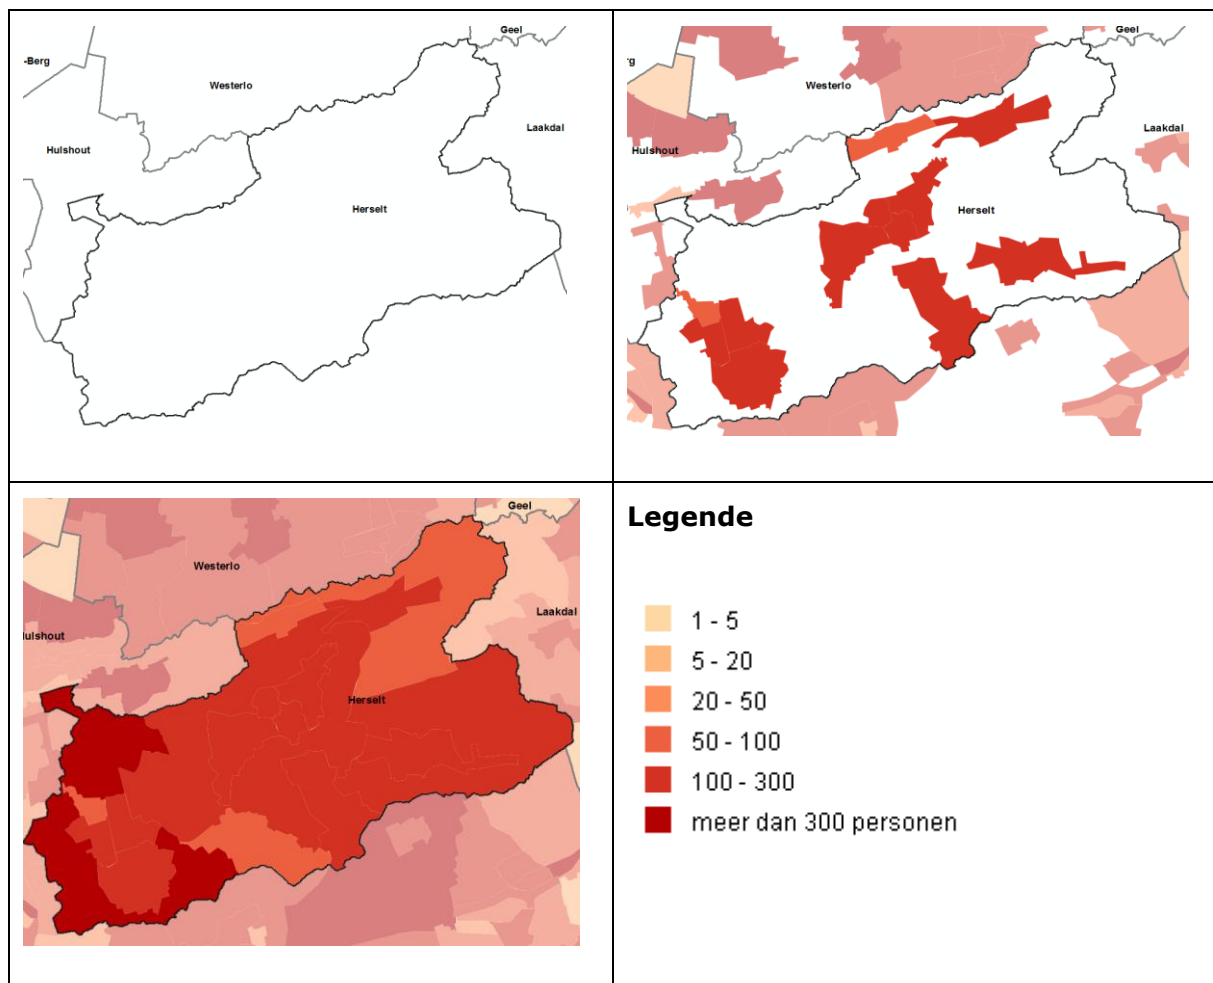 Geel
-Berg
Westerlo
Laakdal
Hulshout
Herselt
Geel
rg
Westerlo
Laakdal
Hulshout
Herselt
Geel
Westerlo
Laakdal
ulshout
Herselt
Legende
1 - 5
5 - 20
20 - 50
50 - 100
100 - 300
meer dan 300 personen